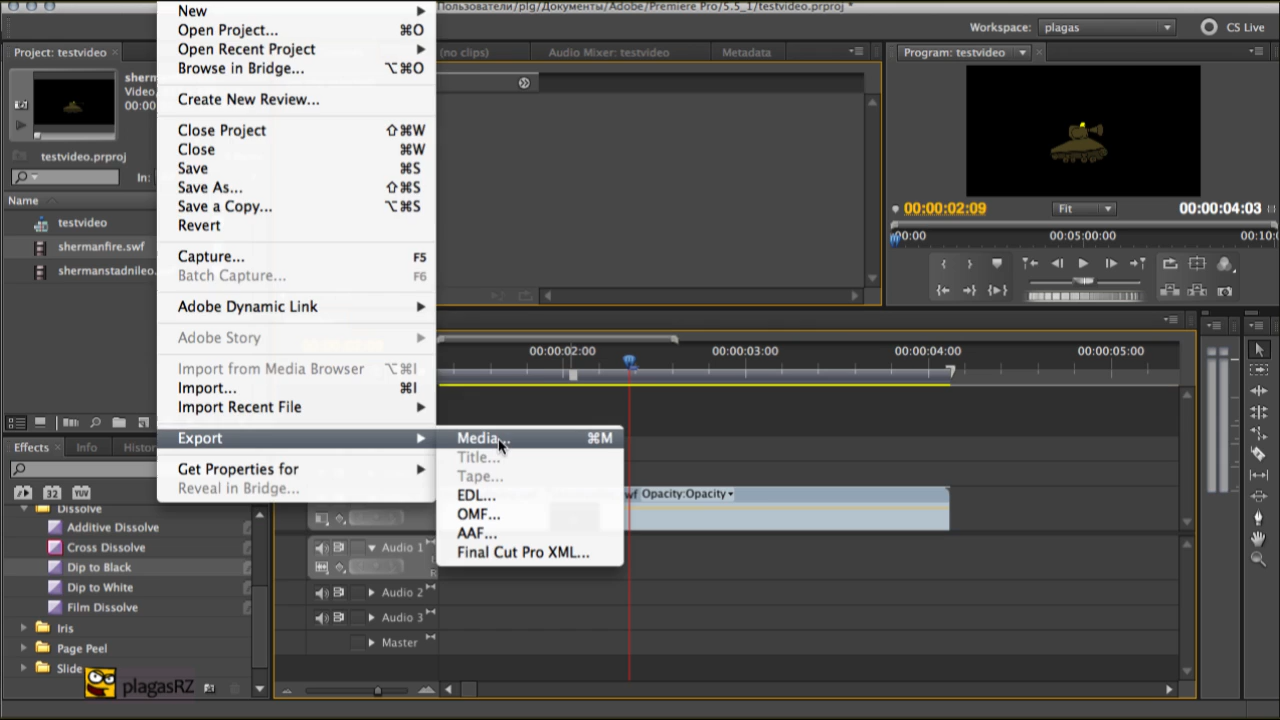 Пользователи/plg/Документы/Adobe/Premiere Pro/5.5_1/testvideo.prproj *
New
Open Project... ⌘O
Open Recent Project
Browse in Bridge... ⌥⌘O
Create New Review...
Close Project ⇧⌘W
Close ⌘W
Save ⌘S
Save As... ⇧⌘S
Save a Copy... ⌥⌘S
Revert
Capture... F5
Batch Capture... F6
Adobe Dynamic Link
Adobe Story
Import from Media Browser ⌥⌘I
Import... ⌘I
Import Recent File
Export
Get Properties for
Reveal in Bridge...
Media... ⌘M
Title...
Tape...
EDL...
OMF...
AAF...
Final Cut Pro XML...
Workspace: plagas
CS Live
Project: testvideo
(no clips)
Audio Mixer: testvideo
Metadata
Program: testvideo
sherm
Video,
00:00
testvideo.prproj
In:
Name
testvideo
shermanfire.swf
shermanstadnileo.
00:00:02:09
Fit
00:00:04:03
00:00
00:05:00:00
00:10:
00:00:02:00
00:00:03:00
00:00:04:00
00:00:05:00
wf Opacity:Opacity
Audio 1
Audio 2
Audio 3
Master
Effects
Info
Histor
32
YUV
Dissolve
Additive Dissolve
Cross Dissolve
Dip to Black
Dip to White
Film Dissolve
Iris
Page Peel
Slide
plagasRZ